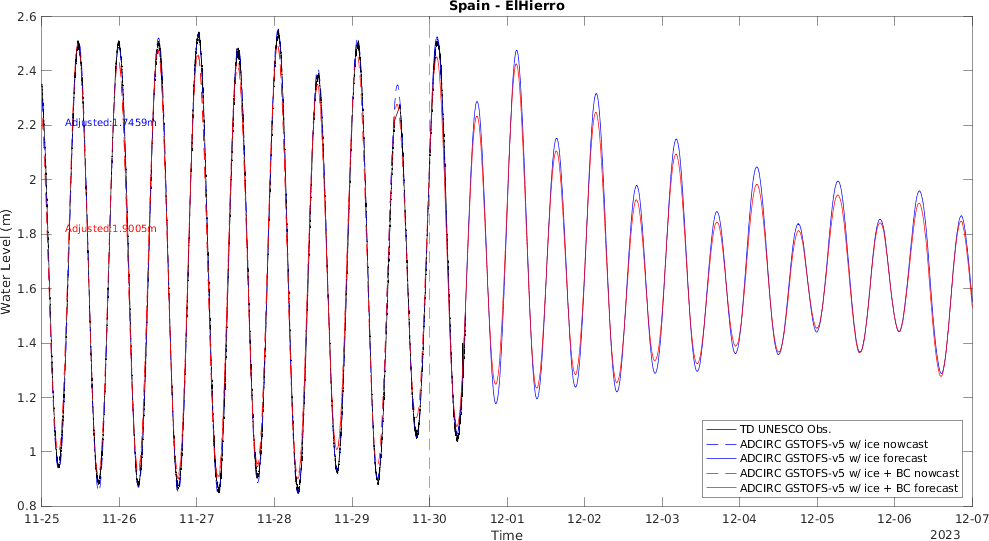 Spain - ElHierro
2.6
2.4
2.2
2
1.8
1.6
1.4
1.2
1
0.8
Water Level (m)
Adjusted:1.7459m
Adjusted:1.9005m
TD UNESCO Obs.
ADCIRC GSTOFS-v5 w/ ice nowcast
ADCIRC GSTOFS-v5 w/ ice forecast
ADCIRC GSTOFS-v5 w/ ice + BC nowcast
ADCIRC GSTOFS-v5 w/ ice + BC forecast
11-25 11-26 11-27 11-28 11-29 11-30 12-01 12-02 12-03 12-04 12-05 12-06 12-07
Time
2023